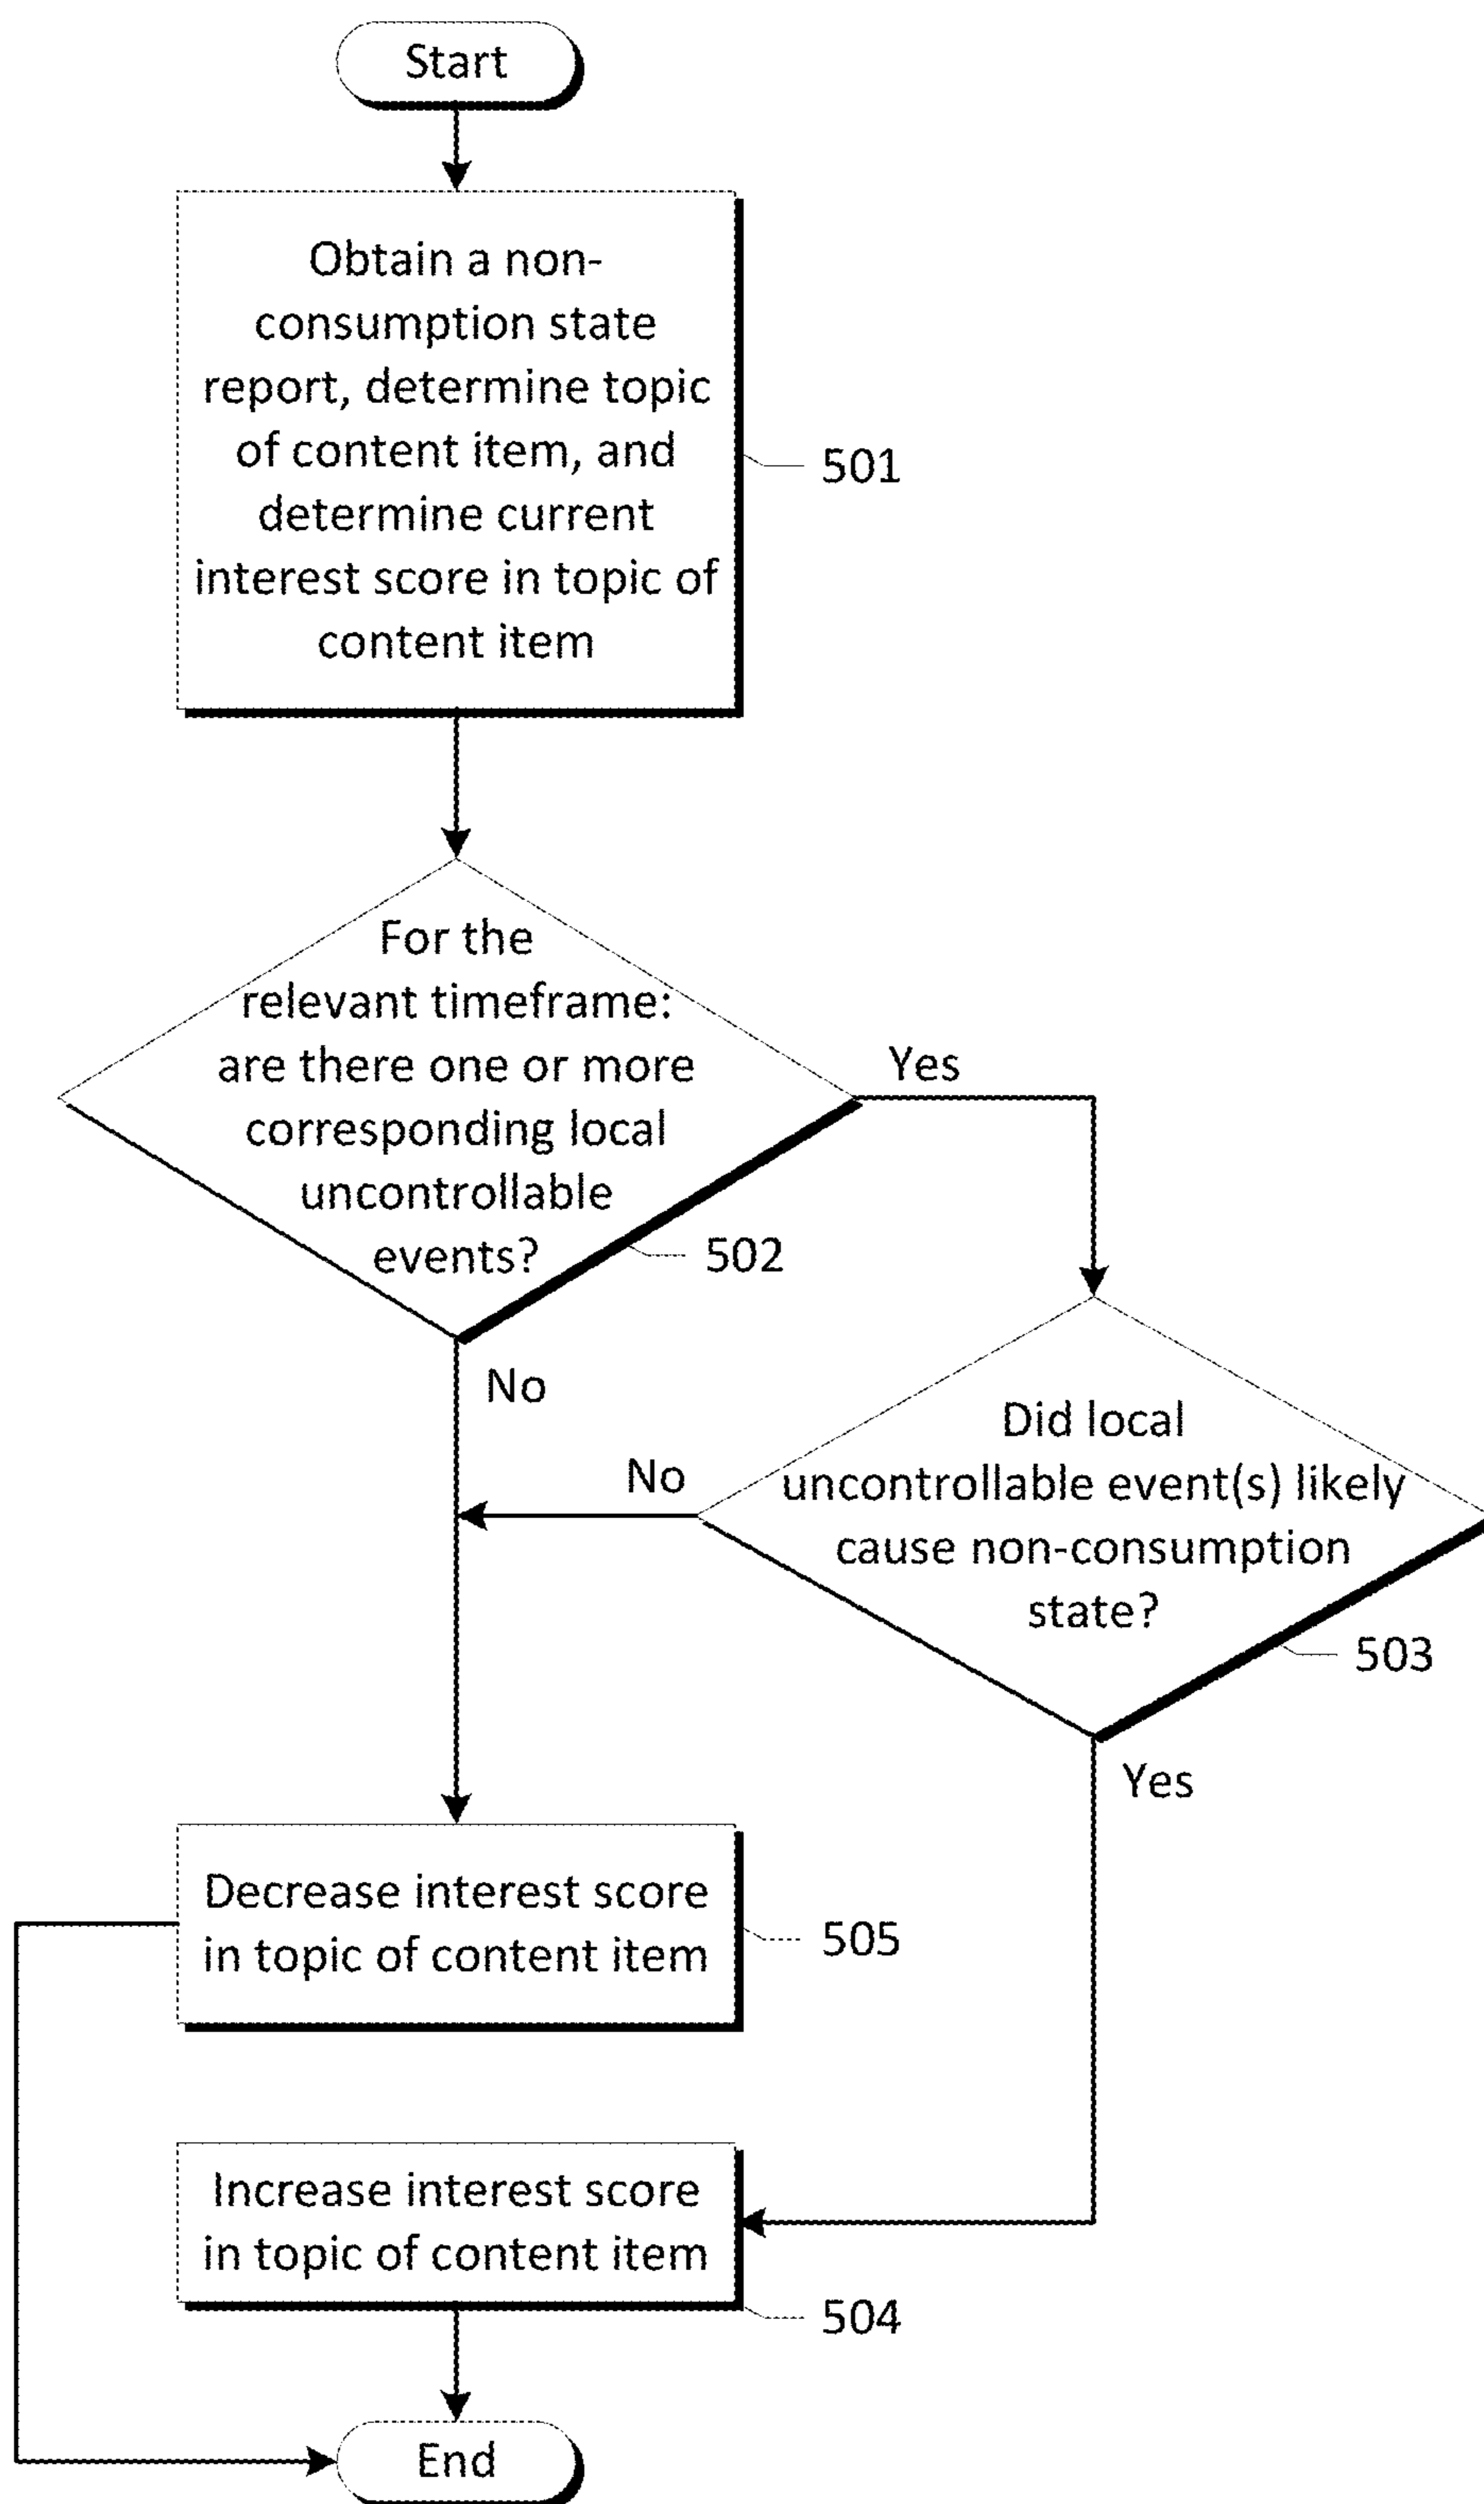 Start
Obtain a non-
consumption state
report, determine topic
of content item, and
determine current
interest score in topic of
content item
501
For the
relevant timeframe:
are there one or more
corresponding local
uncontrollable
events?
Yes
502
No
Did local
uncontrollable event(s) likely
cause non-consumption
state?
No
503
Yes
Decrease interest score
in topic of content item
505
Increase interest score
in topic of content item
504
End